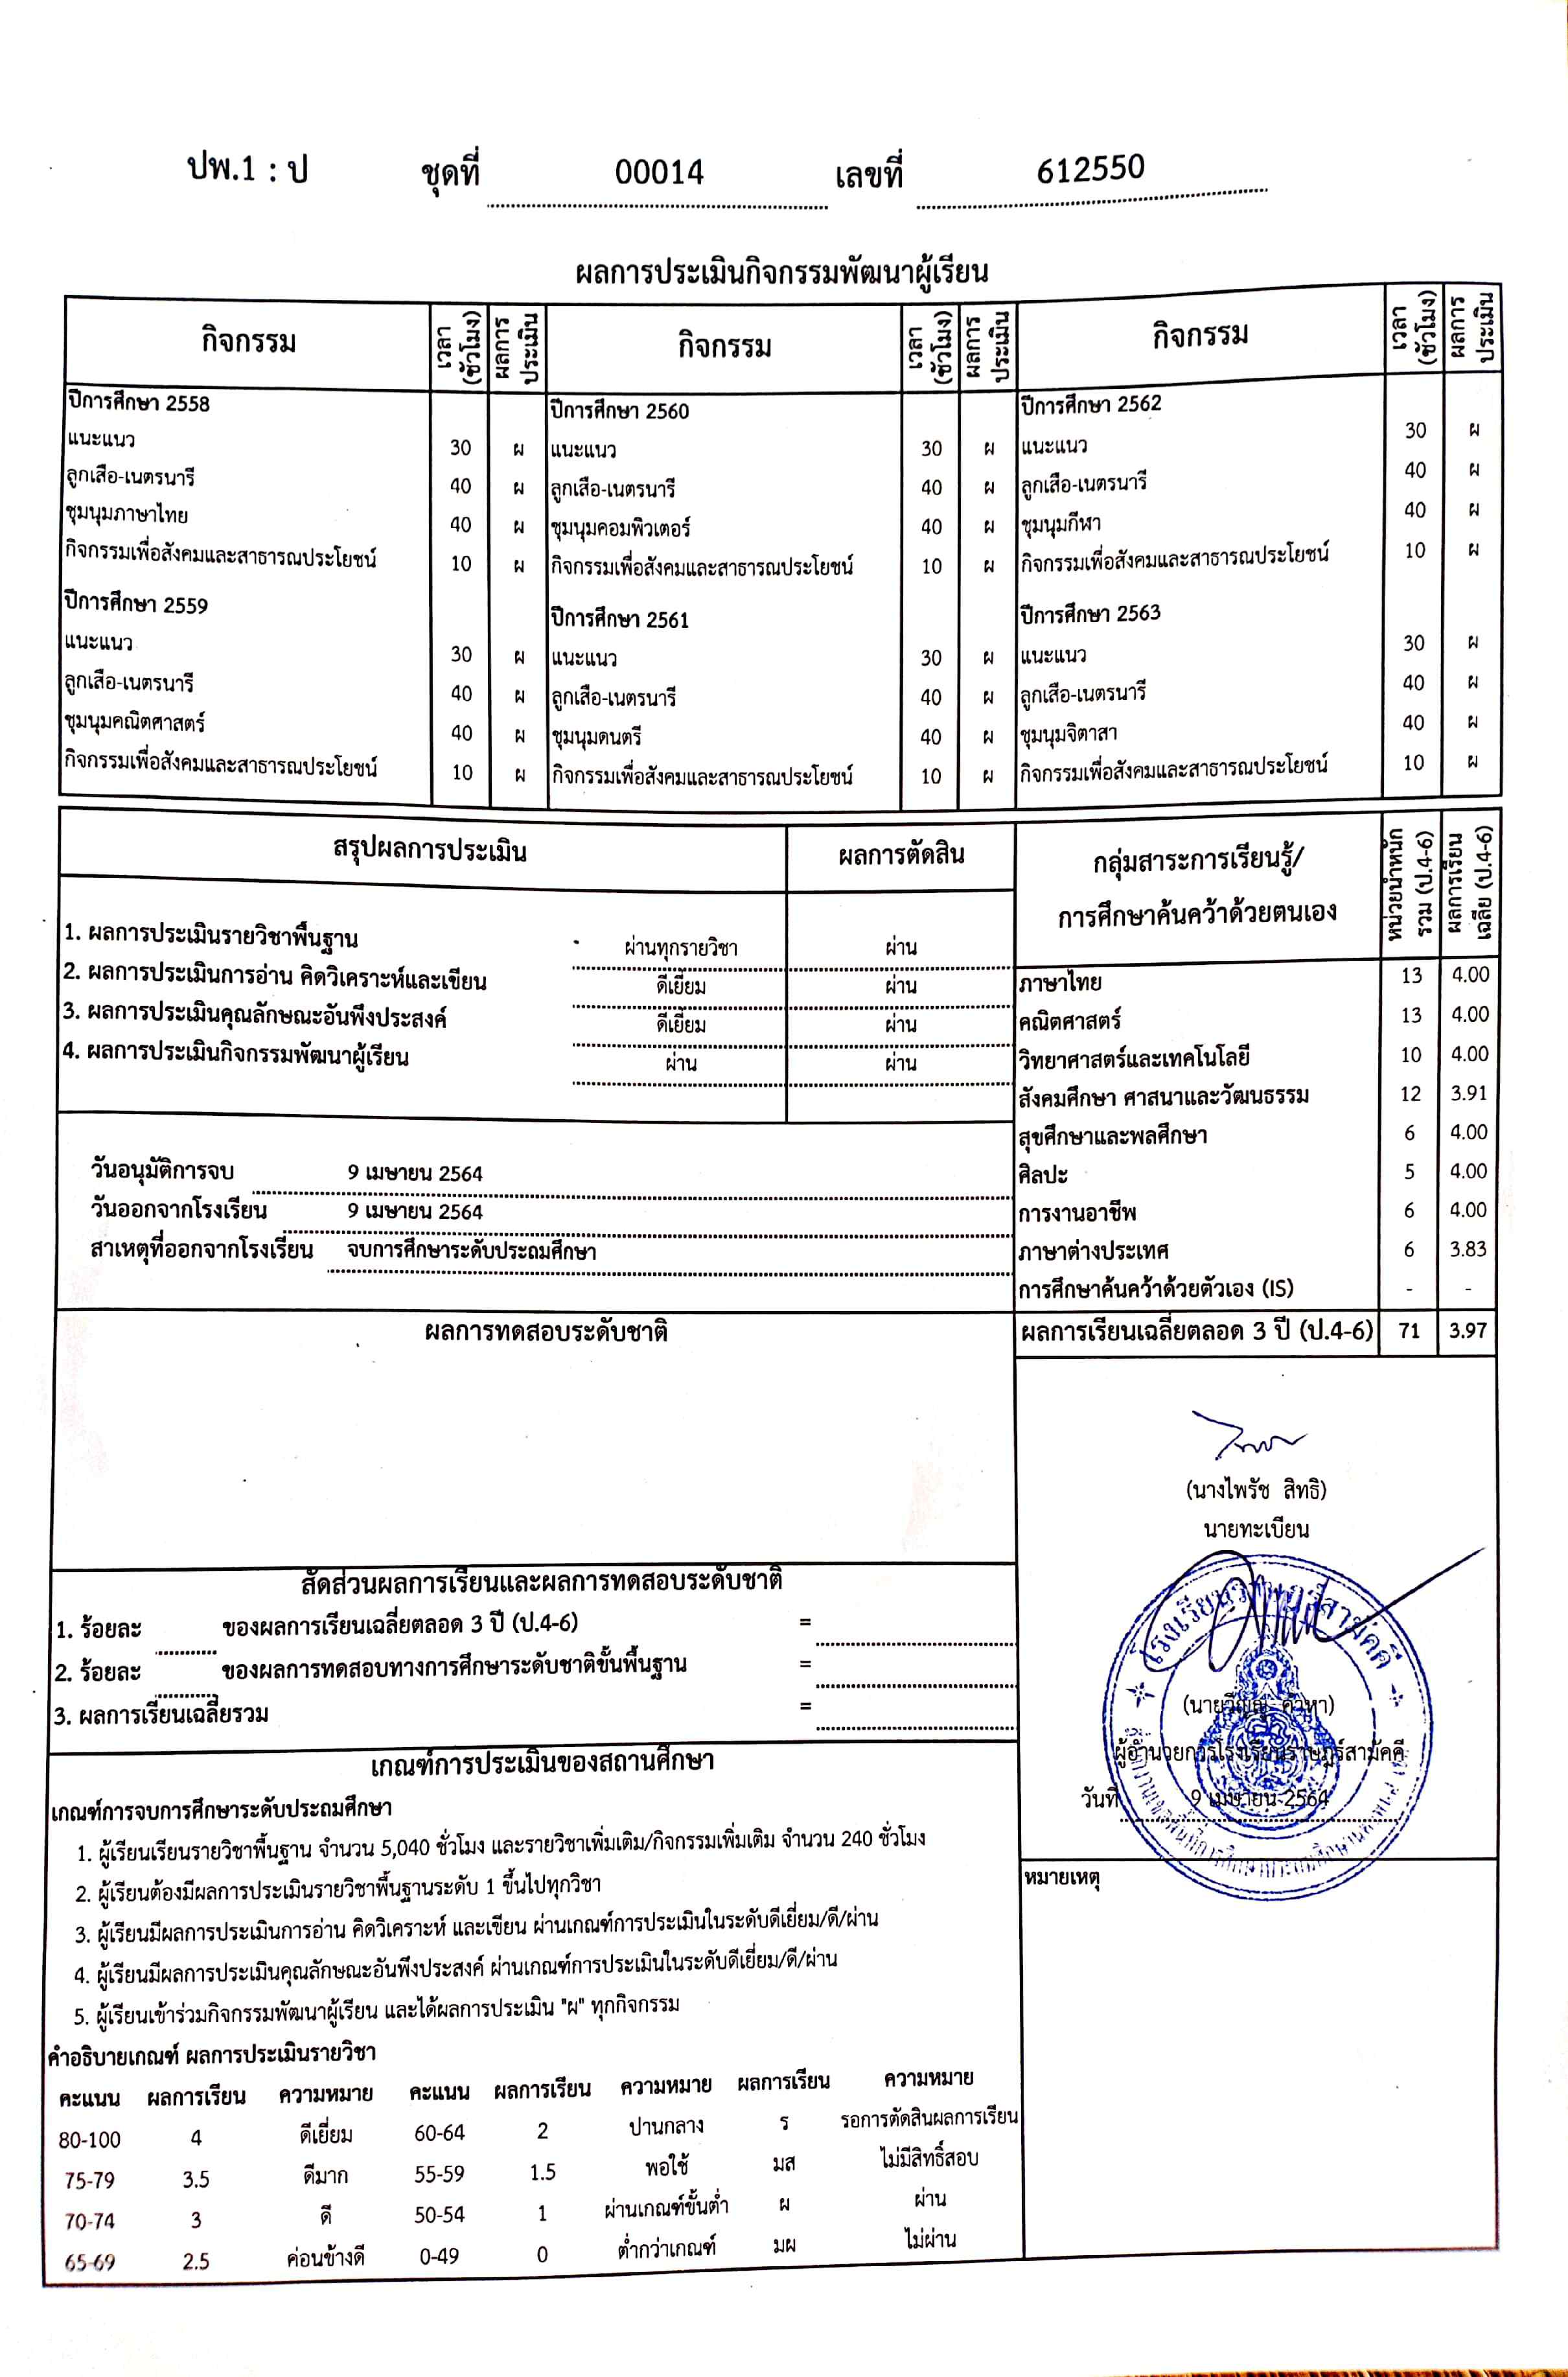 ปพ.1 : ป ชุดที่ 00014 เลขที่ 612550
ผลการประเมินกิจกรรมพัฒนาผู้เรียน
กิจกรรม เวลา (ชั่วโมง) ผลการประเมิน กิจกรรม เวลา (ชั่วโมง) ผลการประเมิน กิจกรรม เวลา (ชั่วโมง) ผลการประเมิน
ปีการศึกษา 2558 ปีการศึกษา 2560 ปีการศึกษา 2562
แนะแนว 30 ผ แนะแนว 30 ผ แนะแนว 30 ผ
ลูกเสือ-เนตรนารี 40 ผ ลูกเสือ-เนตรนารี 40 ผ ลูกเสือ-เนตรนารี 40 ผ
ชุมนุมภาษาไทย 40 ผ ชุมนุมคอมพิวเตอร์ 40 ผ ชุมนุมกีฬา 40 ผ
กิจกรรมเพื่อสังคมและสาธารณประโยชน์ 10 ผ กิจกรรมเพื่อสังคมและสาธารณประโยชน์ 10 ผ กิจกรรมเพื่อสังคมและสาธารณประโยชน์ 10 ผ
ปีการศึกษา 2559 ปีการศึกษา 2561 ปีการศึกษา 2563
แนะแนว 30 ผ แนะแนว 30 ผ แนะแนว 30 ผ
ลูกเสือ-เนตรนารี 40 ผ ลูกเสือ-เนตรนารี 40 ผ ลูกเสือ-เนตรนารี 40 ผ
ชุมนุมคณิตศาสตร์ 40 ผ ชุมนุมดนตรี 40 ผ ชุมนุมจิตาสา 40 ผ
กิจกรรมเพื่อสังคมและสาธารณประโยชน์ 10 ผ กิจกรรมเพื่อสังคมและสาธารณประโยชน์ 10 ผ กิจกรรมเพื่อสังคมและสาธารณประโยชน์ 10 ผ
สรุปผลการประเมิน ผลการตัดสิน
1. ผลการประเมินรายวิชาพื้นฐาน ผ่านทุกรายวิชา ผ่าน
2. ผลการประเมินการอ่าน คิดวิเคราะห์และเขียน ดีเยี่ยม ผ่าน
3. ผลการประเมินคุณลักษณะอันพึงประสงค์ ดีเยี่ยม ผ่าน
4. ผลการประเมินกิจกรรมพัฒนาผู้เรียน ผ่าน ผ่าน
วันอนุมัติการจบ 9 เมษายน 2564
วันออกจากโรงเรียน 9 เมษายน 2564
สาเหตุที่ออกจากโรงเรียน จบการศึกษาระดับประถมศึกษา
กลุ่มสาระการเรียนรู้/
การศึกษาค้นคว้าด้วยตนเอง หน่วยน้ำหนักรวม (ป.4-6) ผลการเรียนเฉลี่ย (ป.4-6)
ภาษาไทย 13 4.00
คณิตศาสตร์ 13 4.00
วิทยาศาสตร์และเทคโนโลยี 10 4.00
สังคมศึกษา ศาสนาและวัฒนธรรม 12 3.91
สุขศึกษาและพลศึกษา 6 4.00
ศิลปะ 5 4.00
การงานอาชีพ 6 4.00
ภาษาต่างประเทศ 6 3.83
การศึกษาค้นคว้าด้วยตัวเอง (IS) - -
ผลการเรียนเฉลี่ยตลอด 3 ปี (ป.4-6) 71 3.97
ผลการทดสอบระดับชาติ
สัดส่วนผลการเรียนและผลการทดสอบระดับชาติ
1. ร้อยละ ของผลการเรียนเฉลี่ยตลอด 3 ปี (ป.4-6) =
2. ร้อยละ ของผลการทดสอบทางการศึกษาระดับชาติขั้นพื้นฐาน =
3. ผลการเรียนเฉลี่ยรวม =
(นางไพรัช สิทธิ)
นายทะเบียน
ผู้อำนวยการโรงเรียนราษฎร์สามัคคี
วันที่ 9 เมษายน 2564
หมายเหตุ
เกณฑ์การประเมินของสถานศึกษา
เกณฑ์การจบการศึกษาระดับประถมศึกษา
1. ผู้เรียนเรียนรายวิชาพื้นฐาน จำนวน 5,040 ชั่วโมง และรายวิชาเพิ่มเติม/กิจกรรมเพิ่มเติม จำนวน 240 ชั่วโมง
2. ผู้เรียนต้องมีผลการประเมินรายวิชาพื้นฐานระดับ 1 ขึ้นไปทุกวิชา
3. ผู้เรียนมีผลการประเมินการอ่าน คิดวิเคราะห์ และเขียน ผ่านเกณฑ์การประเมินในระดับดีเยี่ยม/ดี/ผ่าน
4. ผู้เรียนมีผลการประเมินคุณลักษณะอันพึงประสงค์ ผ่านเกณฑ์การประเมินในระดับดีเยี่ยม/ดี/ผ่าน
5. ผู้เรียนเข้าร่วมกิจกรรมพัฒนาผู้เรียน และได้ผลการประเมิน "ผ" ทุกกิจกรรม
คำอธิบายเกณฑ์ ผลการประเมินรายวิชา
คะแนน ผลการเรียน ความหมาย คะแนน ผลการเรียน ความหมาย ผลการเรียน ความหมาย
80-100 4 ดีเยี่ยม 60-64 2 ปานกลาง ร รอการตัดสินผลการเรียน
75-79 3.5 ดีมาก 55-59 1.5 พอใช้ มส ไม่มีสิทธิ์สอบ
70-74 3 ดี 50-54 1 ผ่านเกณฑ์ขั้นต่ำ ผ ผ่าน
65-69 2.5 ค่อนข้างดี 0-49 0 ต่ำกว่าเกณฑ์ มผ ไม่ผ่าน